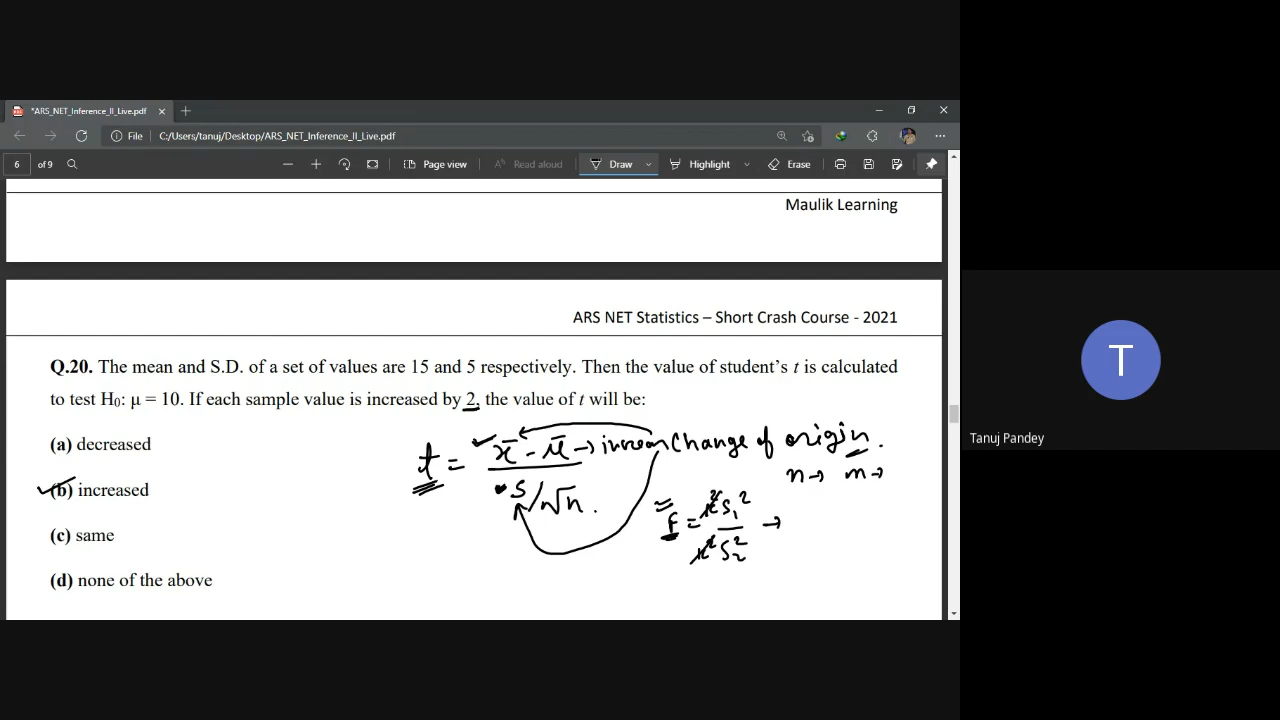 *ARS_NET_Inference_II_Live.pdf
File C:/Users/tanuj/Desktop/ARS_NET_Inference_II_Live.pdf
6 of 9 Page view Read aloud Draw Highlight Erase
Maulik Learning
ARS NET Statistics – Short Crash Course - 2021
Q.20. The mean and S.D. of a set of values are 15 and 5 respectively. Then the value of student's t is calculated
to test H₀: μ = 10. If each sample value is increased by 2, the value of t will be:
(a) decreased
(b) increased
(c) same
(d) none of the above
t = x̄ - μ → change of origin.
s/√n.
n→ m→
F = S₁²
S₂² →
T
Tanuj Pandey